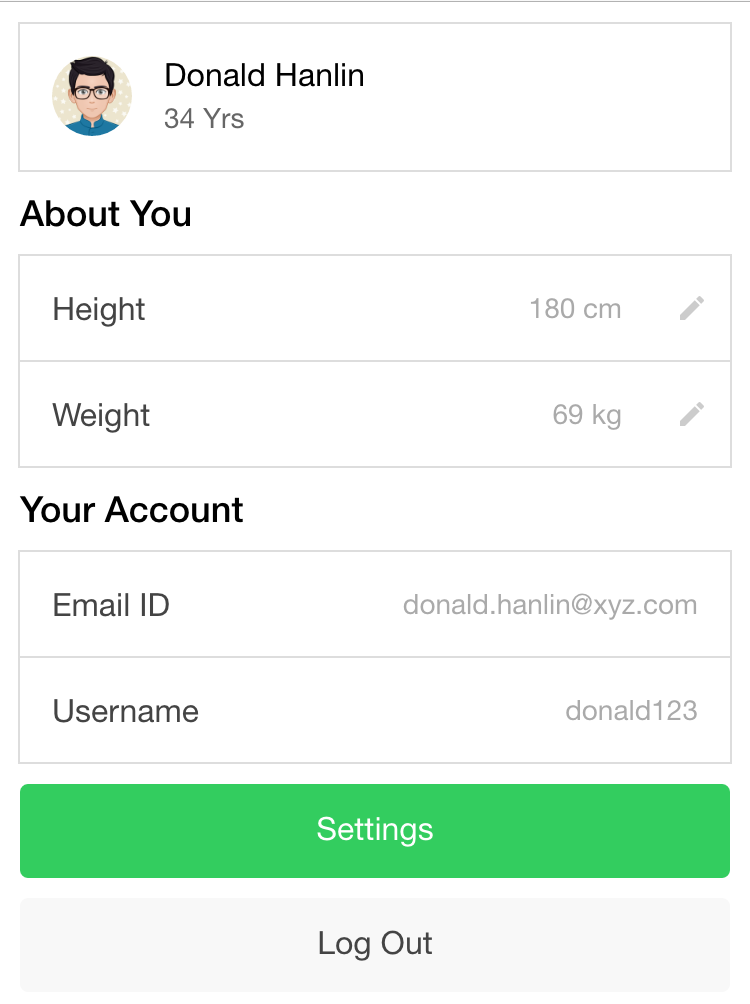 Donald Hanlin
34 Yrs
About You
Height 180 cm
Weight 69 kg
Your Account
Email ID donald.hanlin@xyz.com
Username donald123
Settings
Log Out